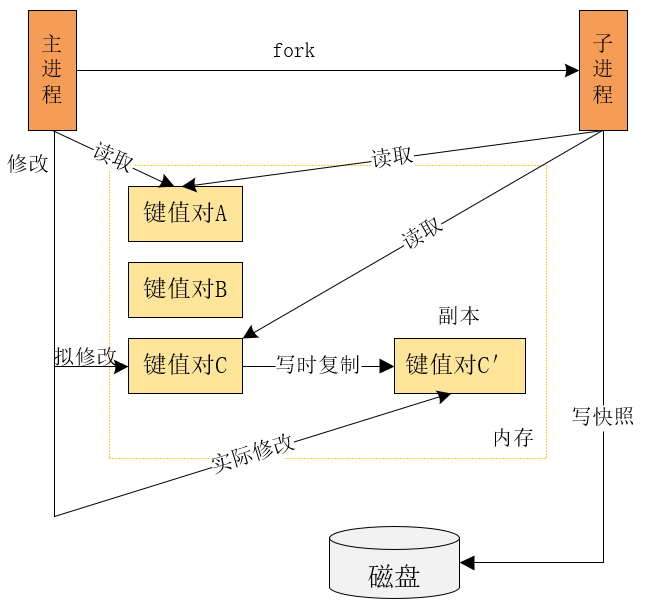 主进程
fork
子进程
修改
读取
读取
键值对A
读取
键值对B
副本
拟修改
键值对C
写时复制
键值对C′
写快照
内存
实际修改
磁盘